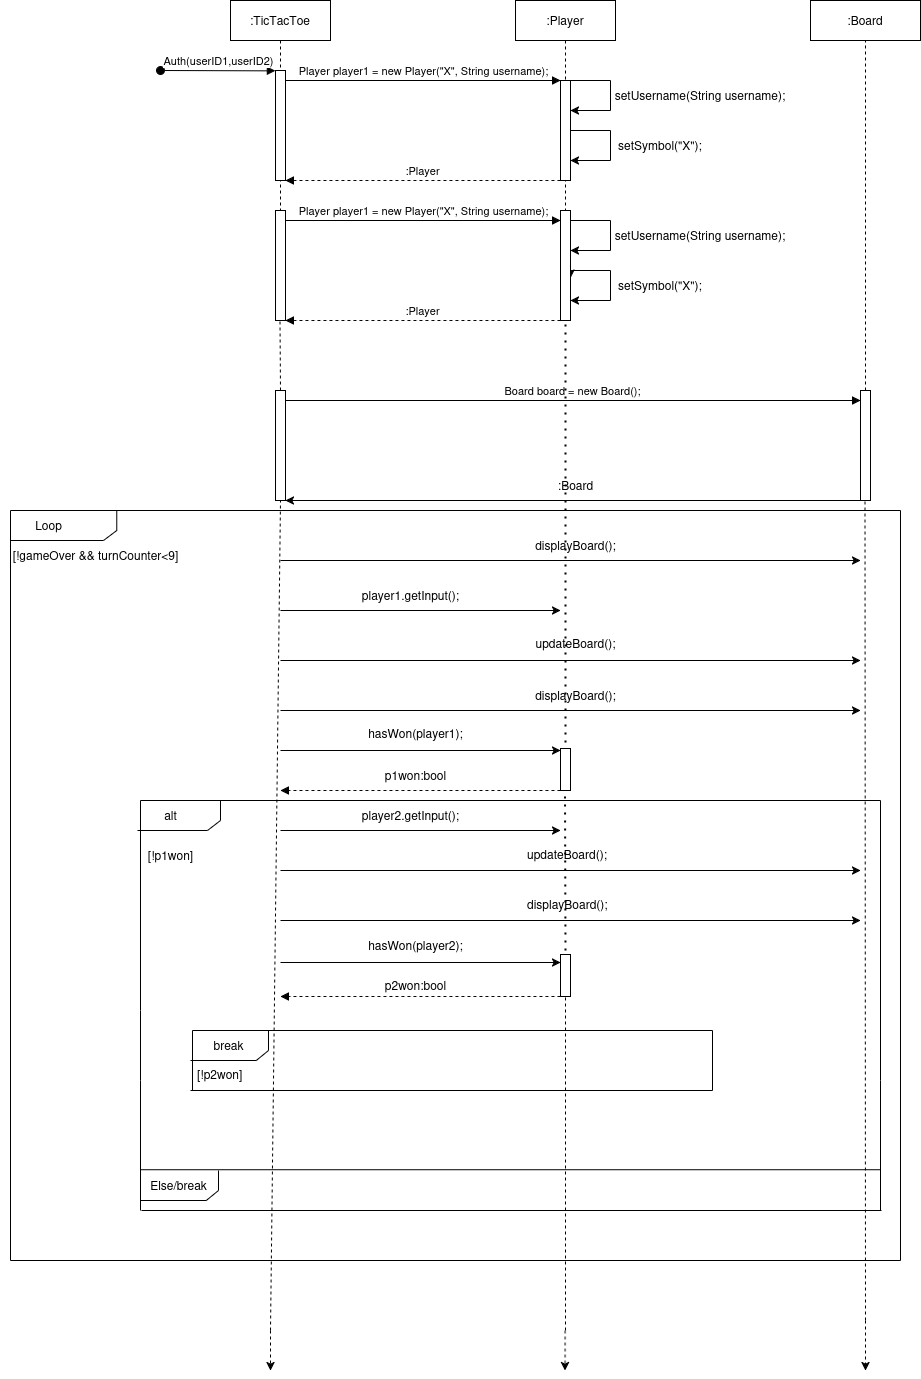 :TicTacToe
:Player
:Board
Auth(userID1,userID2)
Player player1 = new Player("X", String username);
setUsername(String username);
setSymbol("X");
:Player
Player player1 = new Player("X", String username);
setUsername(String username);
setSymbol("X");
:Player
Board board = new Board();
:Board
Loop
[!gameOver && turnCounter<9]
displayBoard();
player1.getInput();
updateBoard();
displayBoard();
hasWon(player1);
p1won:bool
alt
player2.getInput();
[!p1won]
updateBoard();
displayBoard();
hasWon(player2);
p2won:bool
break
[!p2won]
Else/break